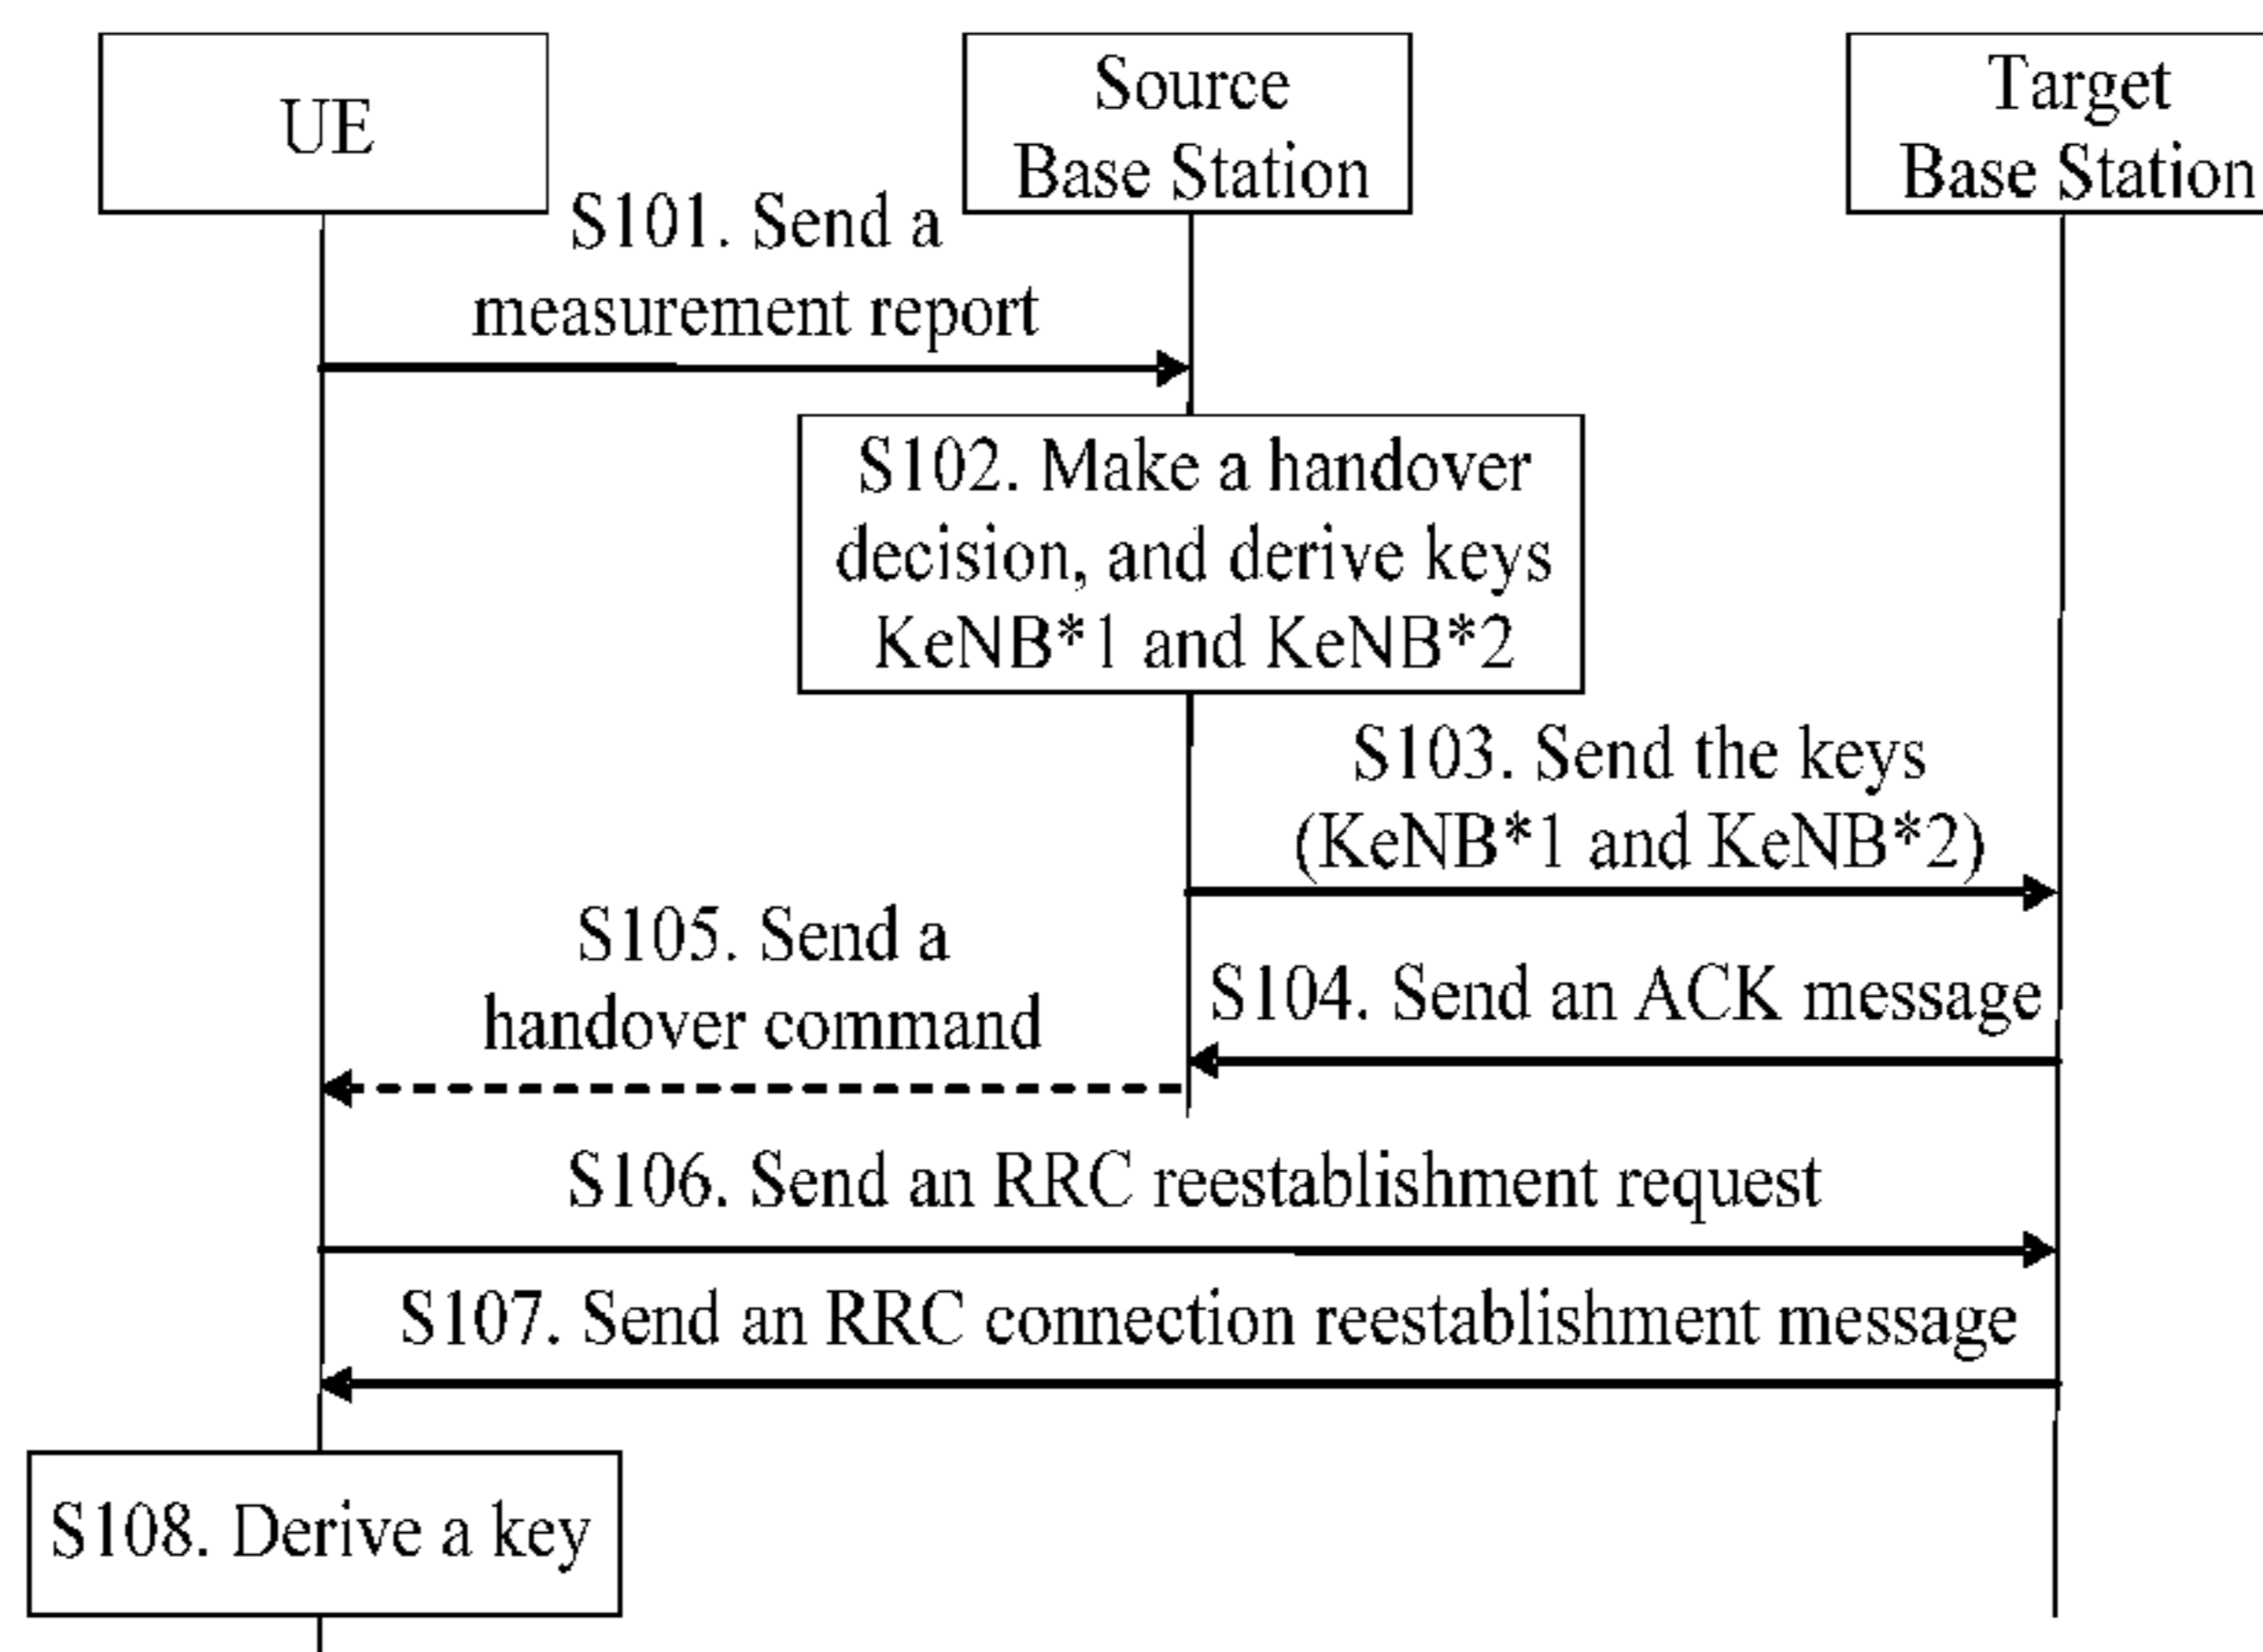 UE
Source
Base Station
Target
Base Station
S101. Send a
measurement report
S102. Make a handover
decision, and derive keys
KeNB*1 and KeNB*2
S103. Send the keys
(KeNB*1 and KeNB*2)
S105. Send a
handover command
S104. Send an ACK message
S106. Send an RRC reestablishment request
S107. Send an RRC connection reestablishment message
S108. Derive a key